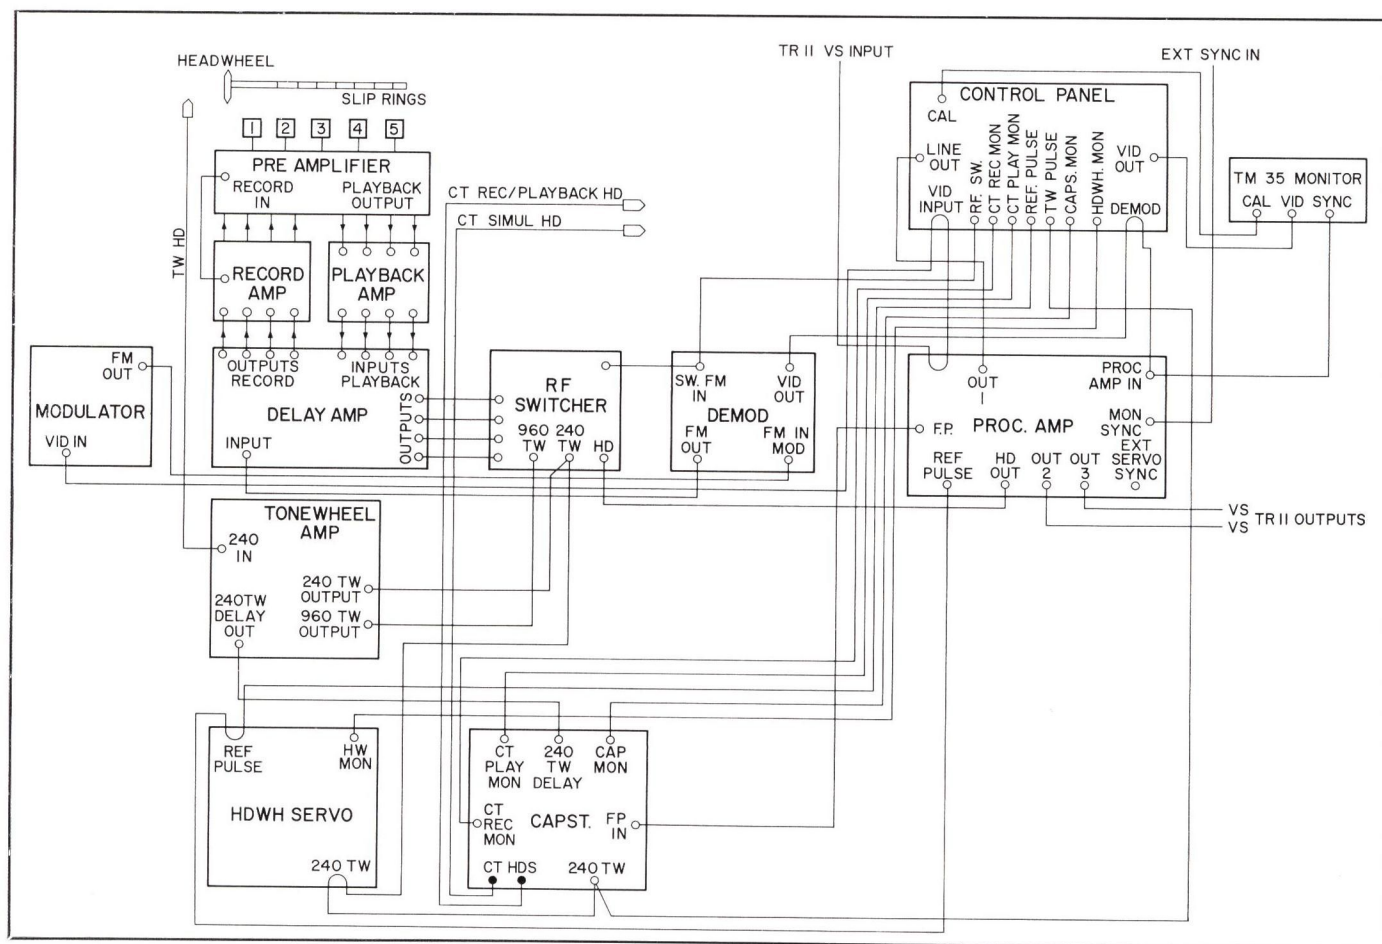 TR II VS INPUT
EXT SYNC IN
HEADWHEEL
SLIP RINGS
1 2 3 4 5
PRE AMPLIFIER
RECORD IN
PLAYBACK OUTPUT
TW HD
RECORD AMP
PLAYBACK AMP
CT REC/PLAYBACK HD
CT SIMUL HD
CONTROL PANEL
CAL
LINE OUT
VID INPUT
RF. SW.
CT REC MON
CT PLAY MON
REF. PULSE
TW PULSE
CAPS. MON
HDWH. MON
DEMOD
VID OUT
TM 35 MONITOR
CAL VID SYNC
FM OUT
MODULATOR
VID IN
OUTPUTS RECORD
INPUTS PLAYBACK
DELAY AMP
INPUT
OUTPUTS
RF SWITCHER
960 TW
240 TW
HD
SW. FM IN
VID OUT
DEMOD
FM OUT
FM IN MOD
OUT 1
PROC AMP IN
F.P.
PROC. AMP
MON SYNC
EXT SERVO SYNC
REF PULSE
HD OUT
OUT 2
OUT 3
VS
VS
TR II OUTPUTS
TONEWHEEL AMP
240 IN
240 TW OUTPUT
240TW DELAY OUT
960 TW OUTPUT
REF PULSE
HW MON
HDWH SERVO
240 TW
CT PLAY MON
240 TW DELAY
CAP MON
CT REC MON
CAPST.
FP IN
CT HDS
240 TW